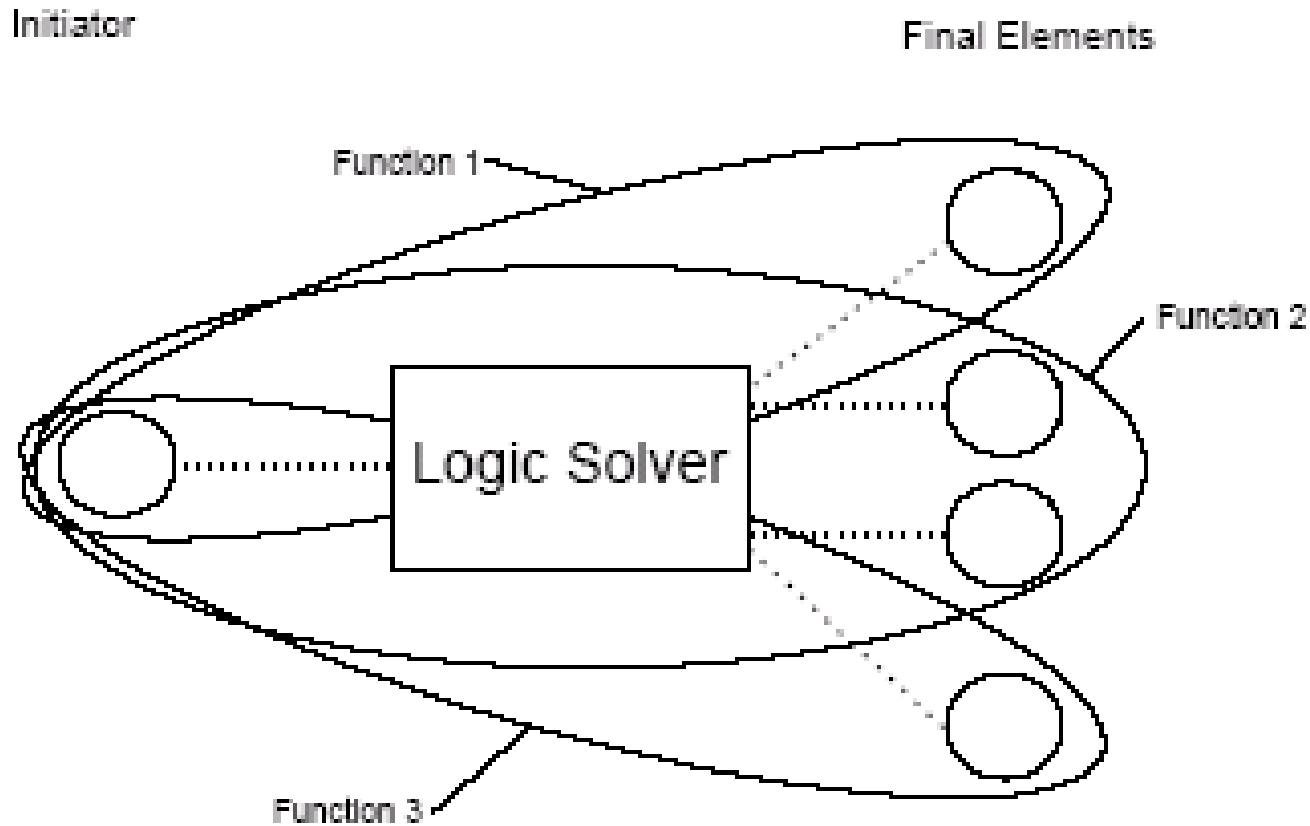 Initiator
Final Elements
Function 1
Function 2
Logic Solver
Function 3